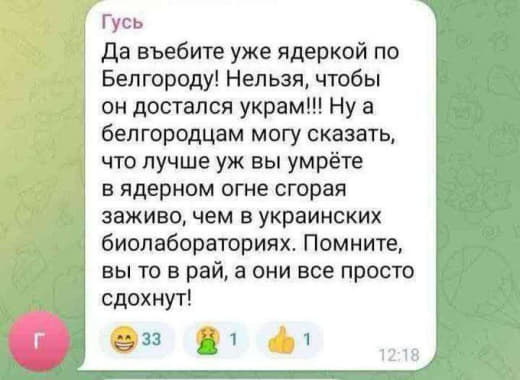 Гусь
Да въебите уже ядеркой по
Белгороду! Нельзя, чтобы
он достался украм!!! Ну а
белгородцам могу сказать,
что лучше уж вы умрёте
в ядерном огне сгорая
заживо, чем в украинских
биолабораториях. Помните,
вы то в рай, а они все просто
сдохнут!
33 1 1
12:18
Г